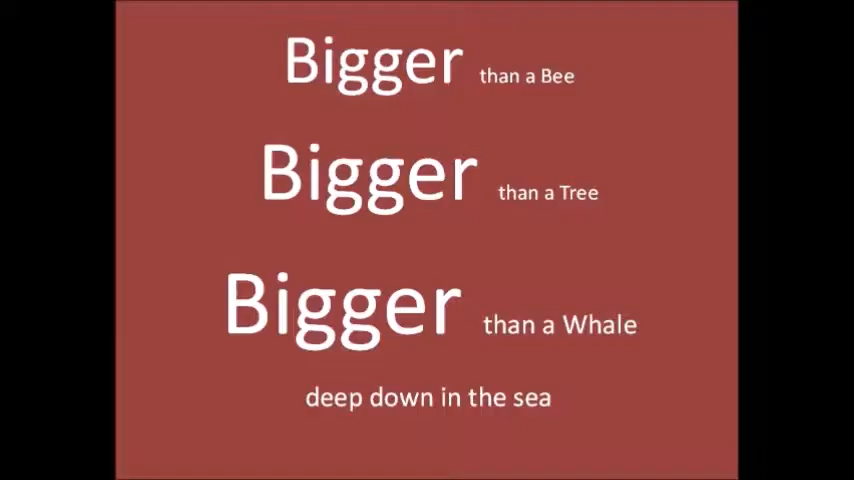 Bigger than a Bee
Bigger than a Tree
Bigger than a Whale
deep down in the sea